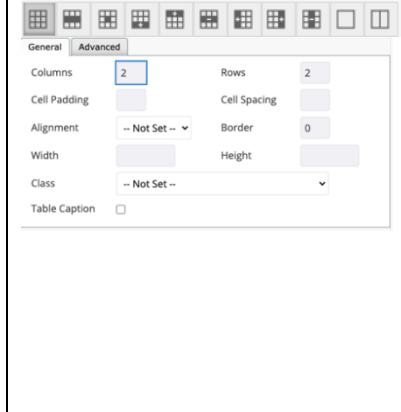 General Advanced
Columns 2 Rows 2
Cell Padding Cell Spacing
Alignment -- Not Set -- Border 0
Width Height
Class -- Not Set --
Table Caption